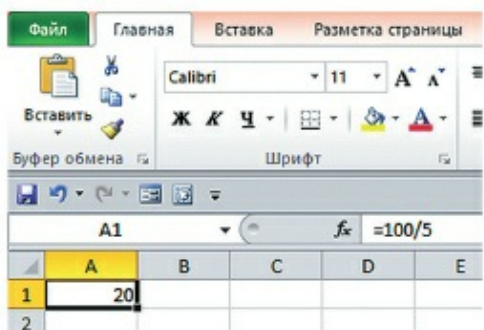 Файл Главная Вставка Разметка страницы
Calibri 11 А А
Вставить Ж К Ч
Буфер обмена Шрифт
A1 fx =100/5
A B C D E
1 20
2